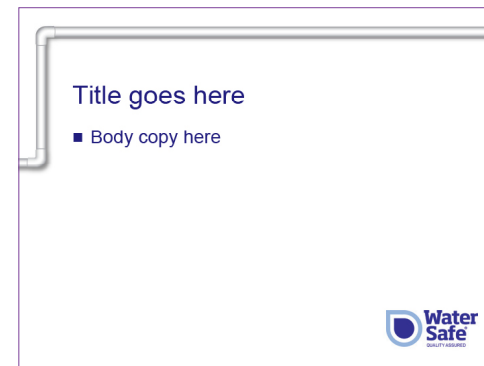 Title goes here
Body copy here
Water
Safe
QUALITY ASSURED